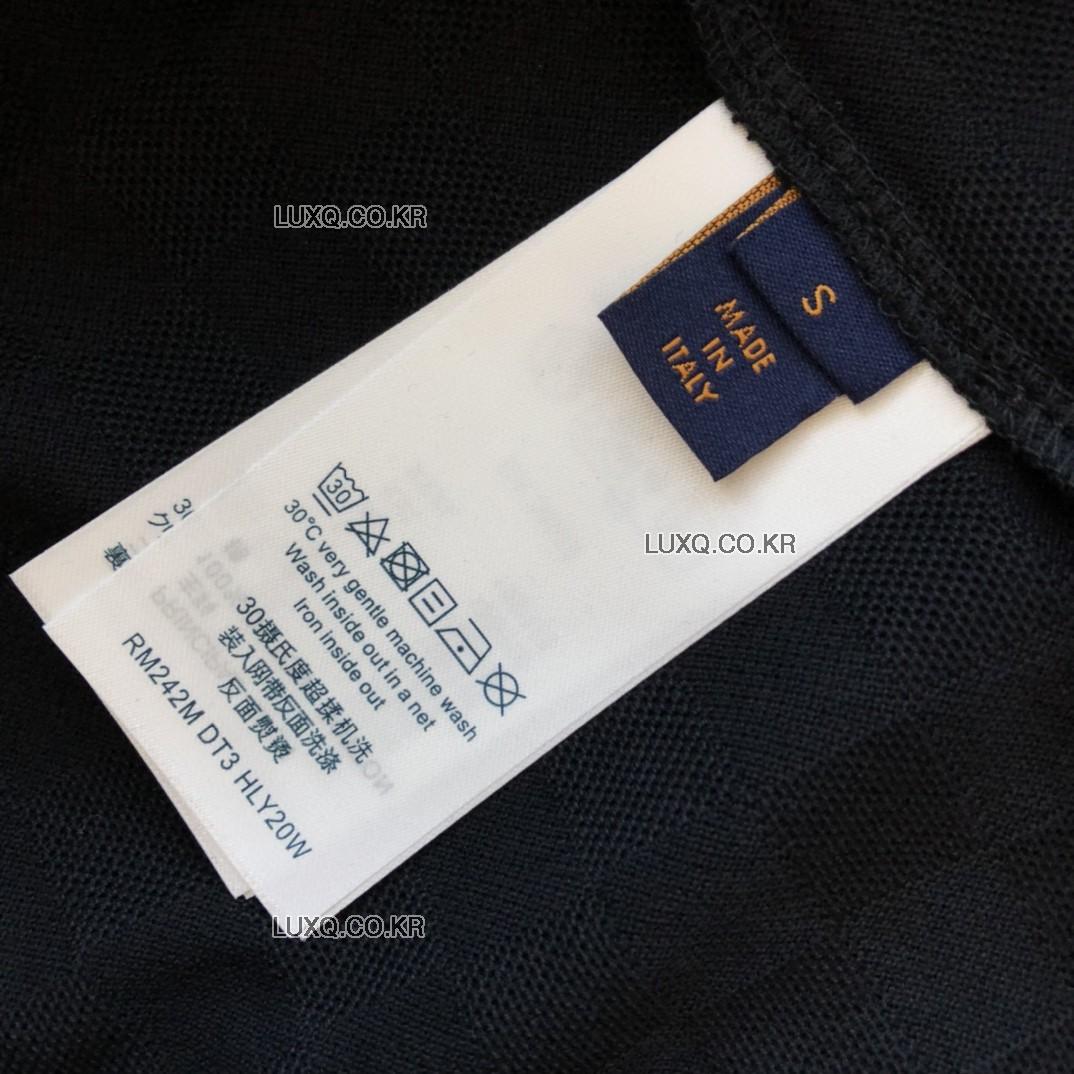 LUXQ.CO.KR
S
MADE
IN
ITALY
LUXQ.CO.KR
30
30°C very gentle machine wash
Wash inside out in a net
Iron inside out
30摄氏度超揉机洗
装入网带反面洗涤
反面熨烫
RM242M DT3 HLY20W
LUXQ.CO.KR